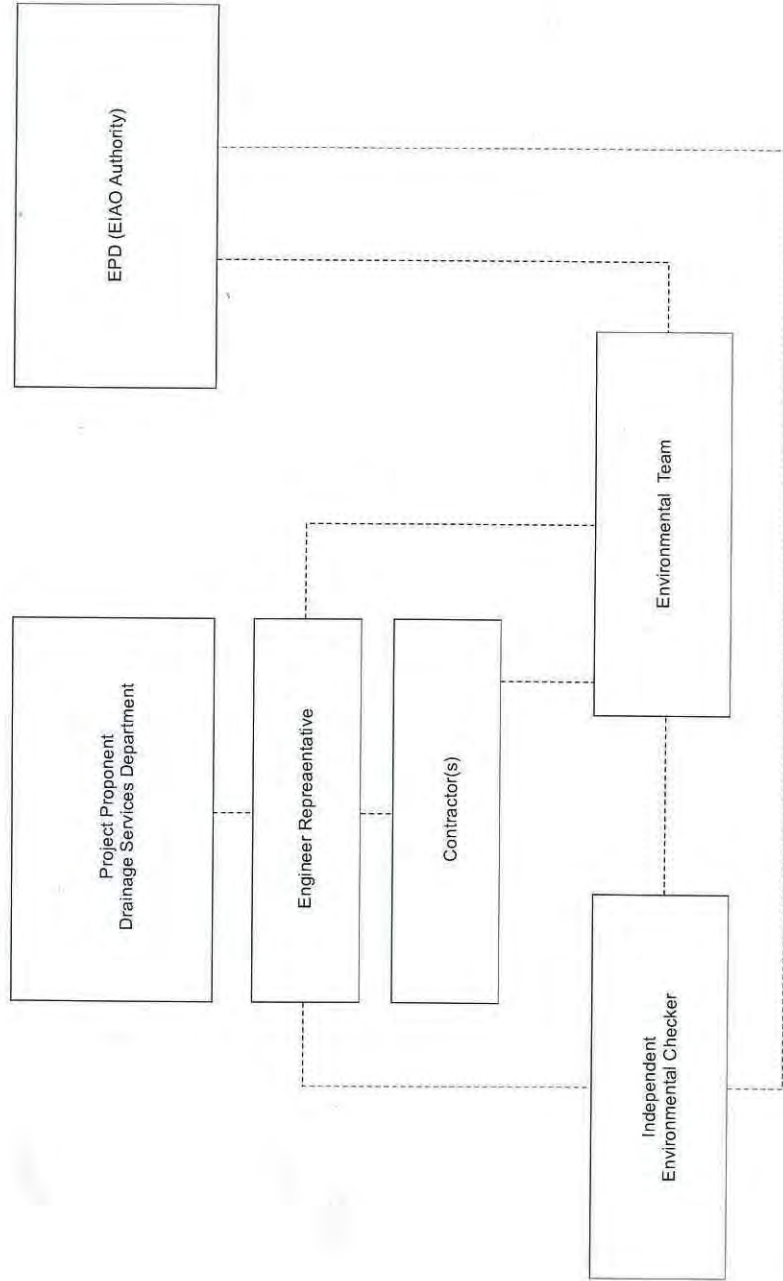 Project Proponent
Drainage Services Department
EPD (EIAO Authority)
Engineer Repreaentative
Contractor(s)
Independent
Environmental Checker
Environmental Team